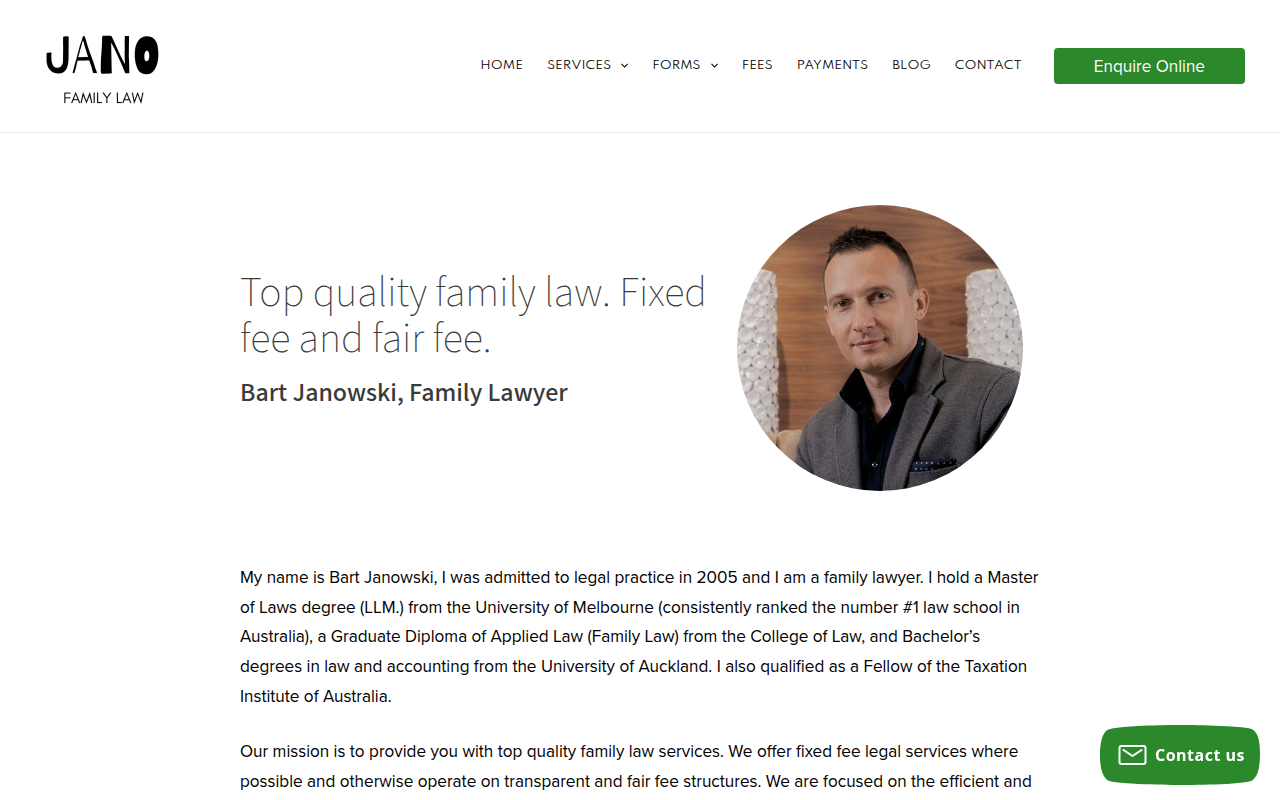 JANO
FAMILY LAW
HOME
SERVICES
FORMS
FEES
PAYMENTS
BLOG
CONTACT
Enquire Online
Top quality family law. Fixed
fee and fair fee.
Bart Janowski, Family Lawyer
My name is Bart Janowski, I was admitted to legal practice in 2005 and I am a family lawyer. I hold a Master
of Laws degree (LLM.) from the University of Melbourne (consistently ranked the number #1 law school in
Australia), a Graduate Diploma of Applied Law (Family Law) from the College of Law, and Bachelor’s
degrees in law and accounting from the University of Auckland. I also qualified as a Fellow of the Taxation
Institute of Australia.
Our mission is to provide you with top quality family law services. We offer fixed fee legal services where
possible and otherwise operate on transparent and fair fee structures. We are focused on the efficient and
Contact us